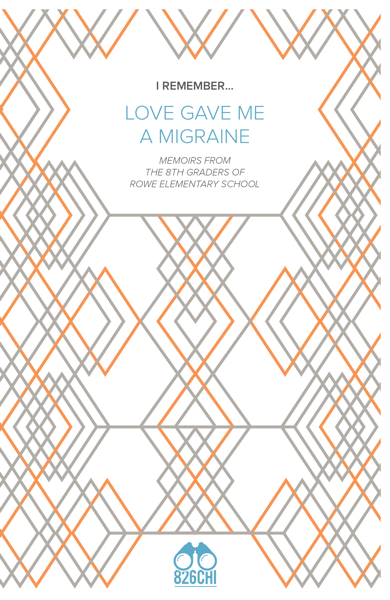 I REMEMBER...
LOVE GAVE ME
A MIGRAINE
MEMOIRS FROM
THE 8TH GRADERS OF
ROWE ELEMENTARY SCHOOL
826CHI